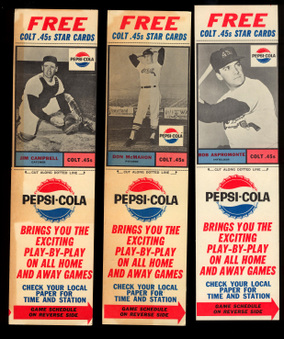 FREE
COLT .45s STAR CARDS
PEPSI-COLA
JIM CAMPBELL
COLT .45s
CUT ALONG DOTTED LINE
PEPSI-COLA
BRINGS YOU THE
EXCITING
PLAY-BY-PLAY
ON ALL HOME
AND AWAY GAMES
CHECK YOUR LOCAL
PAPER FOR
TIME AND STATION
GAME SCHEDULE
ON REVERSE SIDE
FREE
COLT .45s STAR CARDS
PEPSI-COLA
DON McMAHON
COLT .45s
CUT ALONG DOTTED LINE
PEPSI-COLA
BRINGS YOU THE
EXCITING
PLAY-BY-PLAY
ON ALL HOME
AND AWAY GAMES
CHECK YOUR LOCAL
PAPER FOR
TIME AND STATION
GAME SCHEDULE
ON REVERSE SIDE
FREE
COLT .45s STAR CARDS
PEPSI-COLA
BOB ASPROMONTE
COLT .45s
CUT ALONG DOTTED LINE
PEPSI-COLA
BRINGS YOU THE
EXCITING
PLAY-BY-PLAY
ON ALL HOME
AND AWAY GAMES
CHECK YOUR LOCAL
PAPER FOR
TIME AND STATION
GAME SCHEDULE
ON REVERSE SIDE